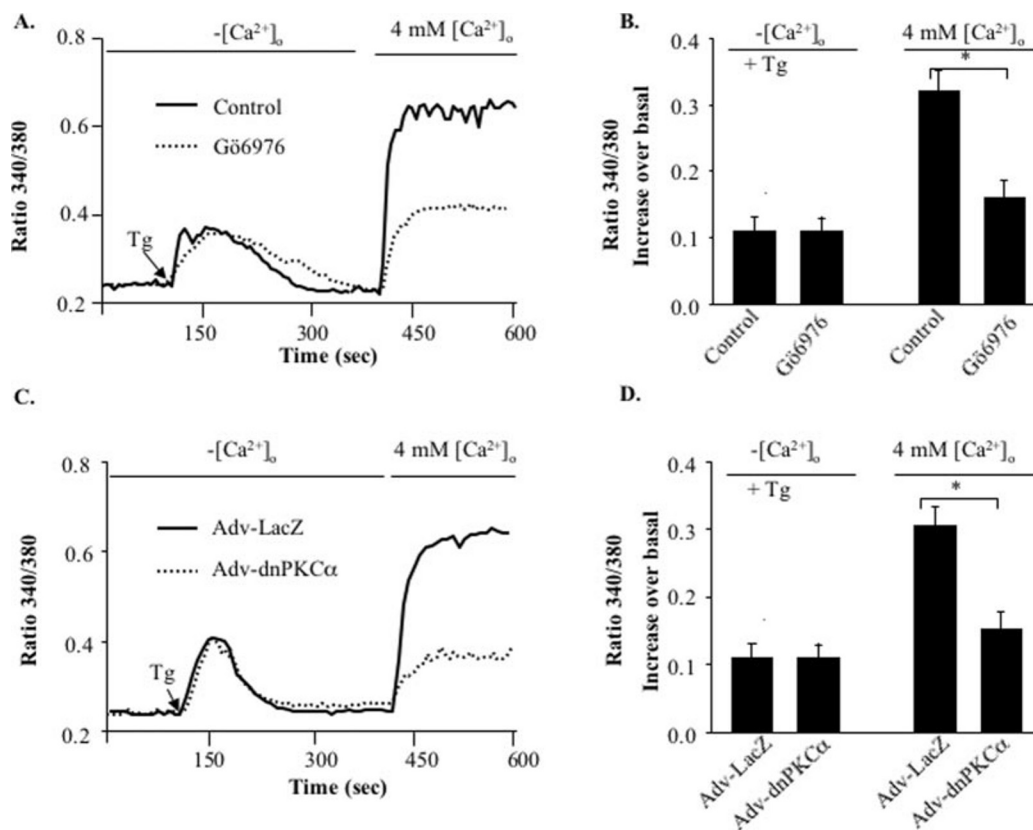 A.
-[Ca²⁺]ₒ
4 mM [Ca²⁺]ₒ
0.8
0.6
0.4
0.2
Ratio 340/380
Control
Gö6976
Tg
150
300
450
600
Time (sec)
B.
-[Ca²⁺]ₒ
4 mM [Ca²⁺]ₒ
+ Tg
*
0.4
0.3
0.2
0.1
0.0
Ratio 340/380
Increase over basal
Control
Gö6976
Control
Gö6976
C.
-[Ca²⁺]ₒ
4 mM [Ca²⁺]ₒ
0.8
0.6
0.4
0.2
Ratio 340/380
Adv-LacZ
Adv-dnPKCα
Tg
150
300
450
600
Time (sec)
D.
-[Ca²⁺]ₒ
4 mM [Ca²⁺]ₒ
+ Tg
*
0.4
0.3
0.2
0.1
0.0
Ratio 340/380
Increase over basal
Adv-LacZ
Adv-dnPKCα
Adv-LacZ
Adv-dnPKCα